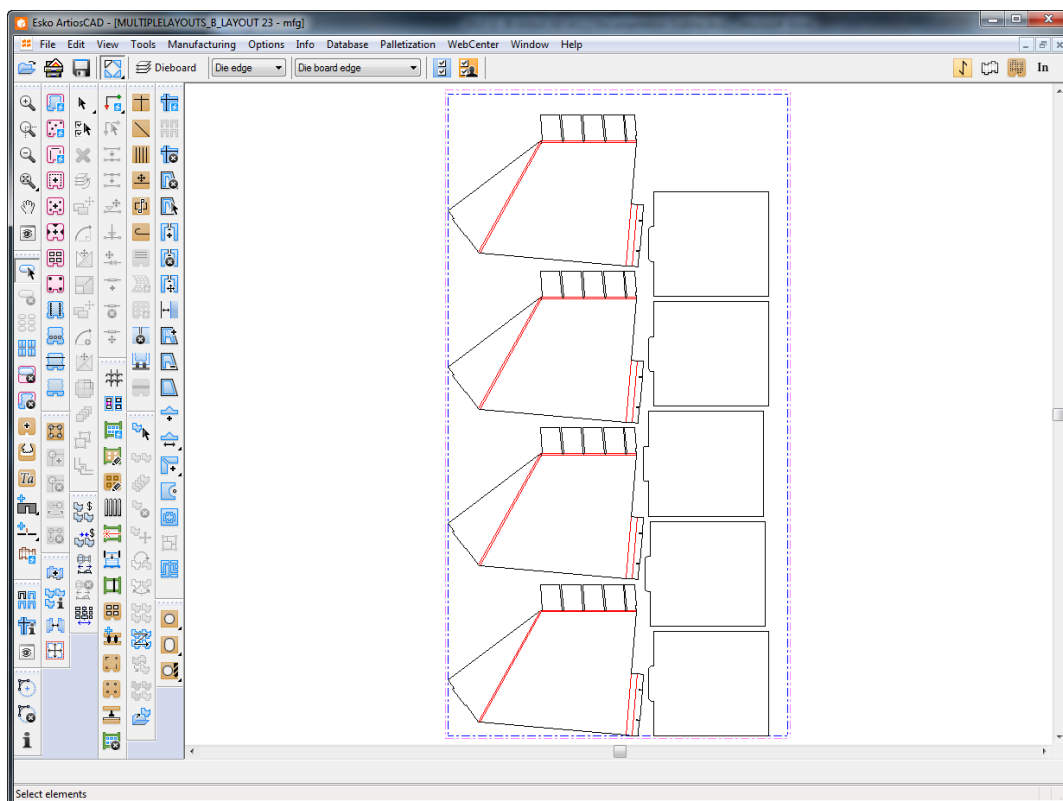 Esko ArtiosCAD - [MULTIPLELAYOUTS_B_LAYOUT 23 - mfg]
File Edit View Tools Manufacturing Options Info Database Palletization WebCenter Window Help
Dieboard Die edge Die board edge In
Ta
Select elements